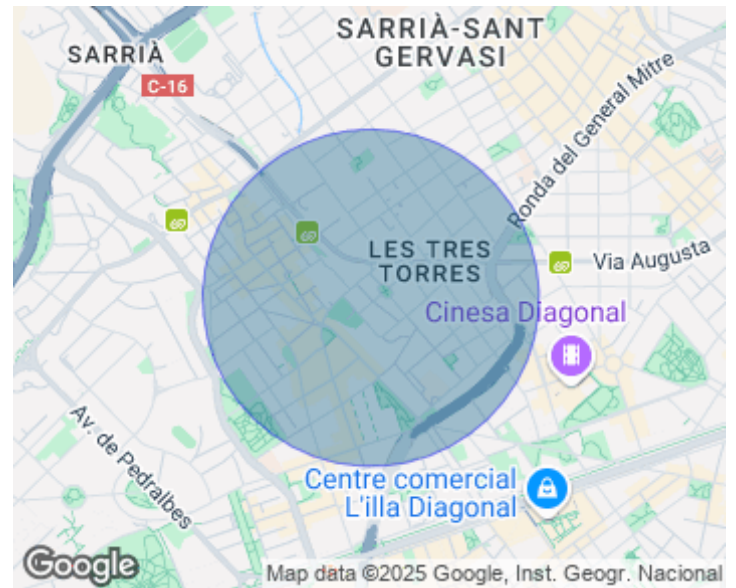 SARRIÀ-SANT
GERVASI
SARRIÀ
C-16
Ronda del General Mitre
LES TRES
TORRES
Via Augusta
Cinesa Diagonal
Av. de Pedralbes
Centre comercial
L'illa Diagonal
Google
Map data ©2025 Google, Inst. Geogr. Nacional